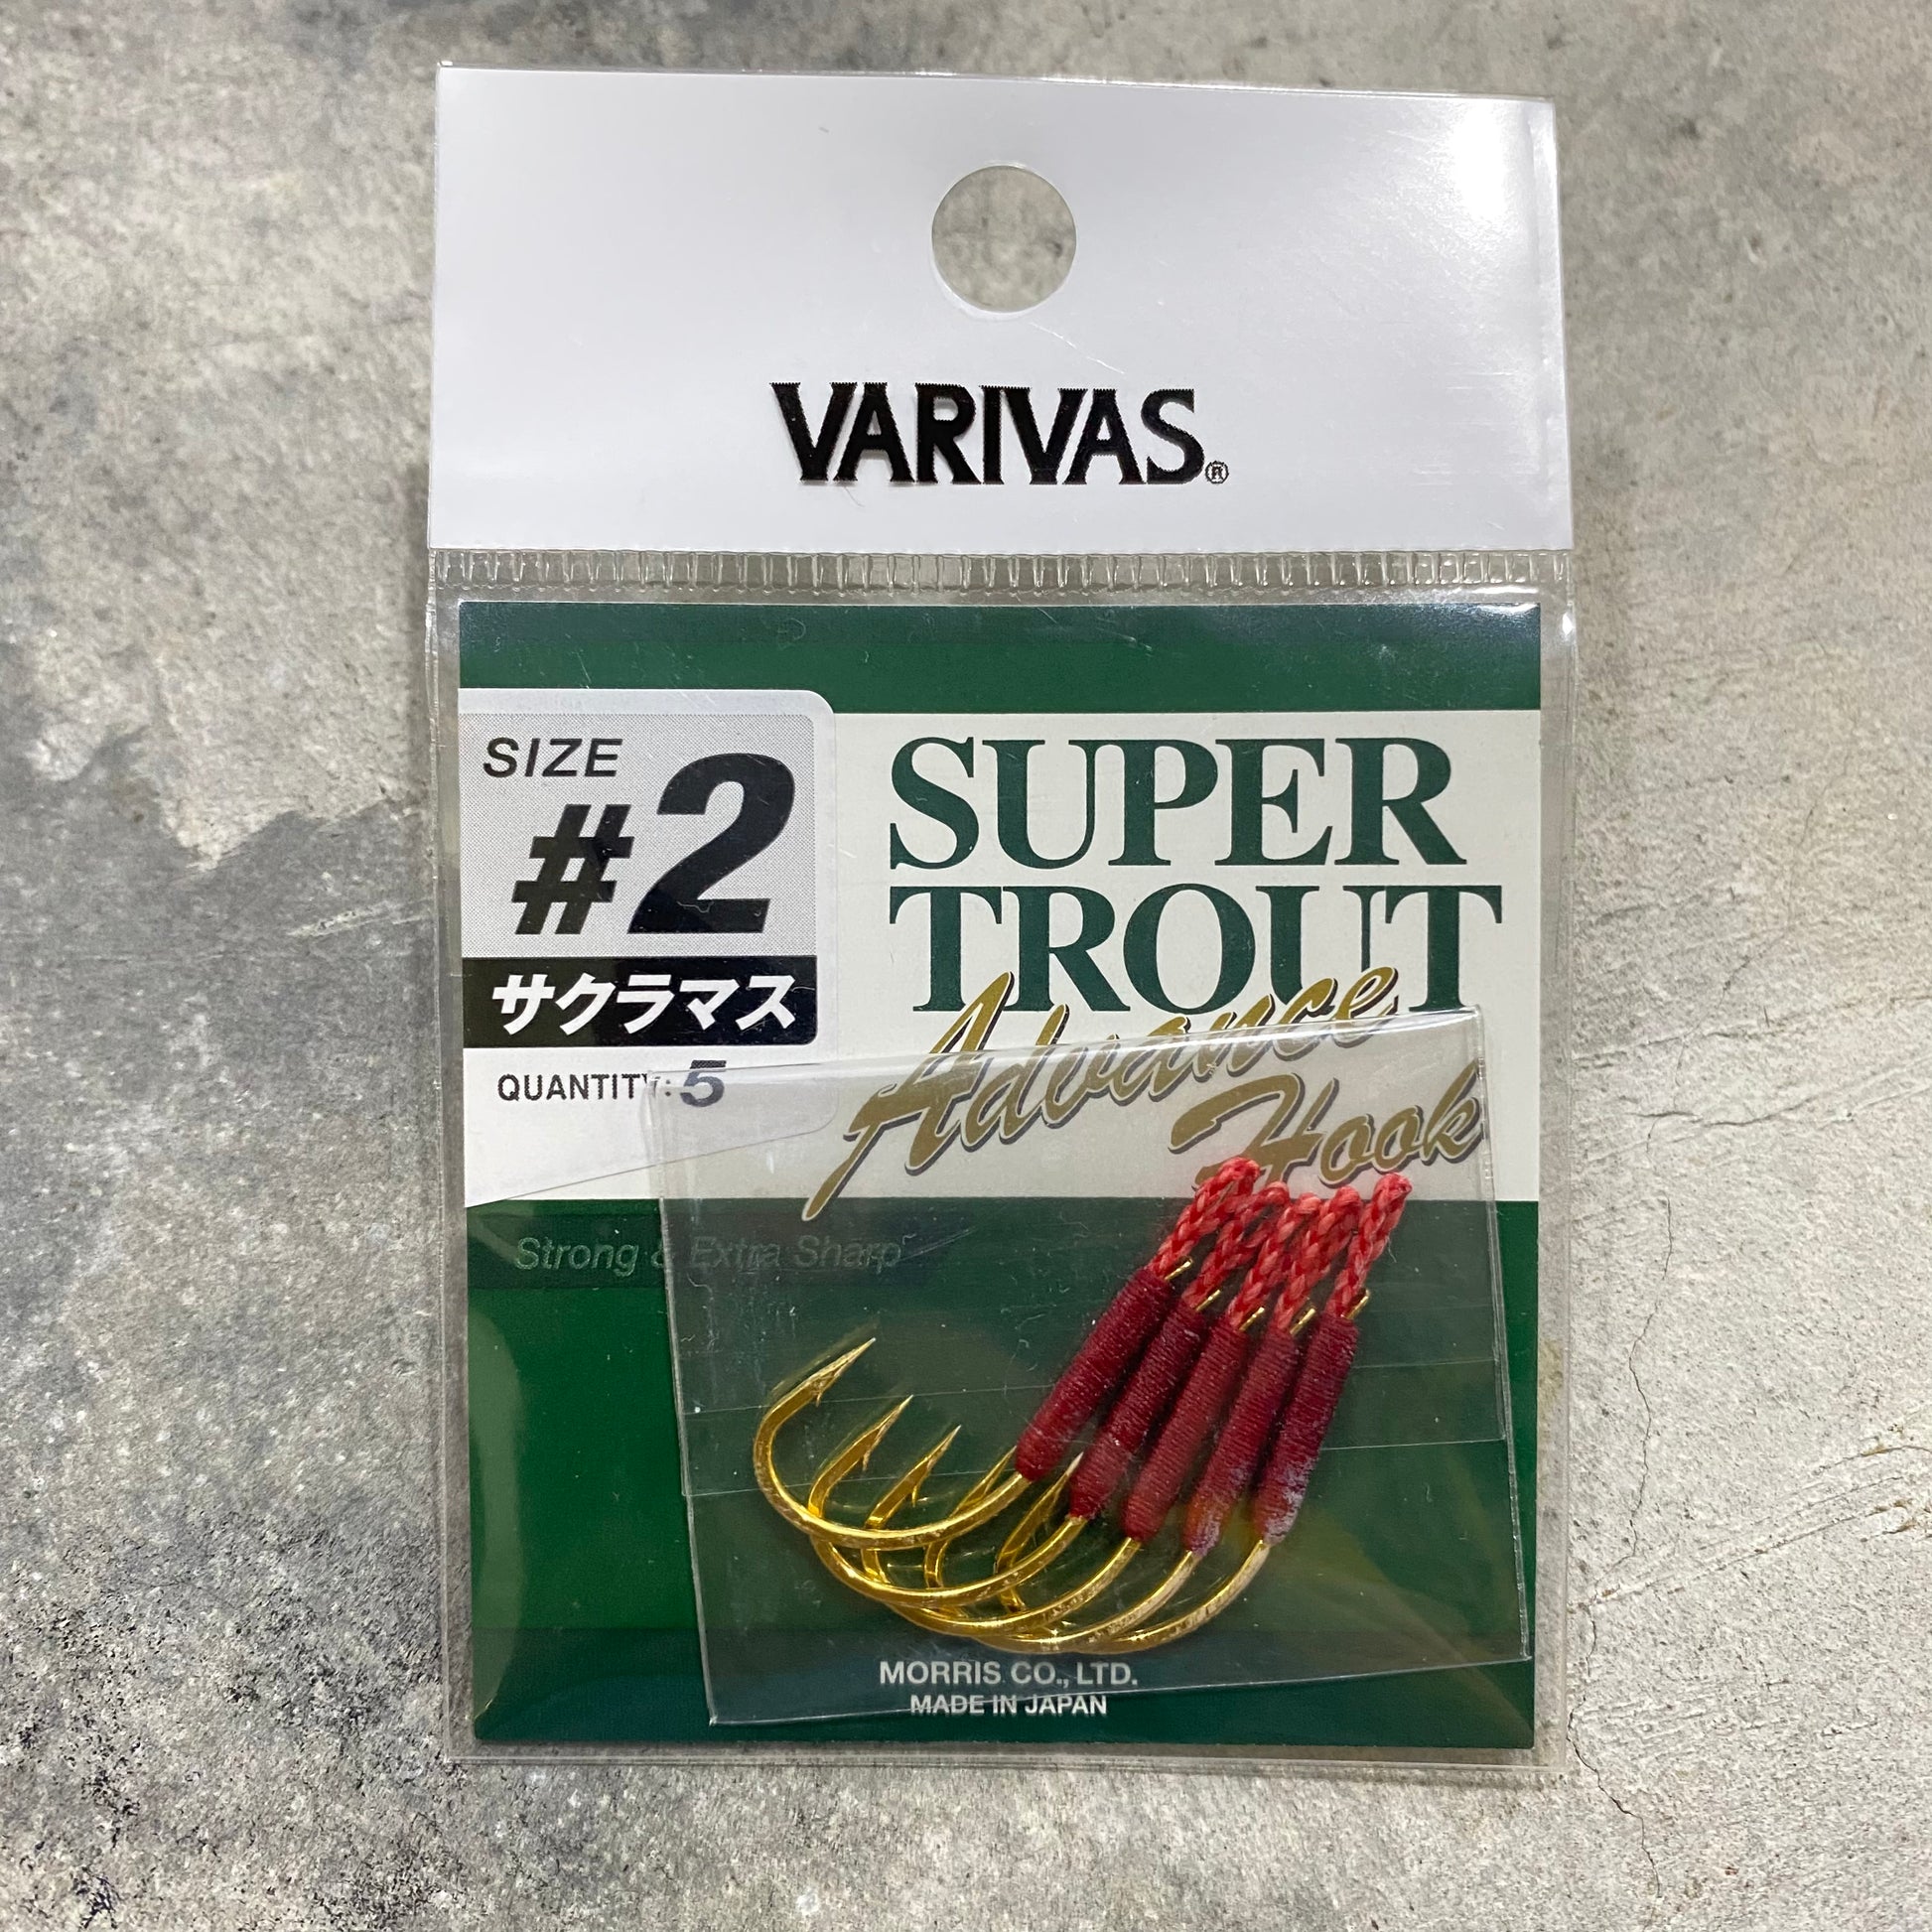 VARIVAS®
SIZE
#2
サクラマス
QUANTITY: 5
SUPER
TROUT
Advance
Hook
Strong & Extra Sharp
MORRIS CO., LTD.
MADE IN JAPAN